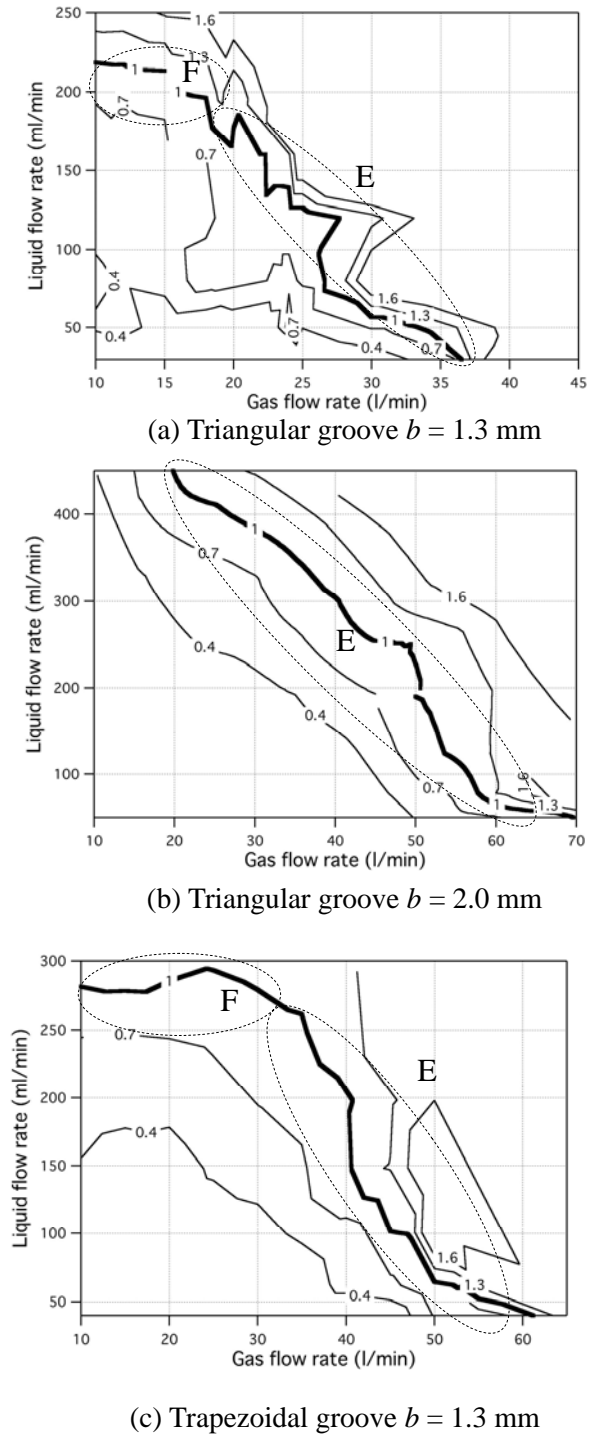 250
200
150
100
50
Liquid flow rate (ml/min)
1.6
1.3
F
1
1
0.7
0.7
E
0.4
0.4
0.7
0.4
1
1.6
1.3
0.7
10 15 20 25 30 35 40 45
Gas flow rate (l/min)
(a) Triangular groove b = 1.3 mm
400
300
200
100
Liquid flow rate (ml/min)
1
0.7
1.6
0.4
E
1
0.4
0.7
1
1.6
1.3
10 20 30 40 50 60 70
Gas flow rate (l/min)
(b) Triangular groove b = 2.0 mm
300
250
200
150
100
50
Liquid flow rate (ml/min)
1
F
0.7
0.4
E
0.4
1.6
1.3
10 20 30 40 50 60
Gas flow rate (l/min)
(c) Trapezoidal groove b = 1.3 mm